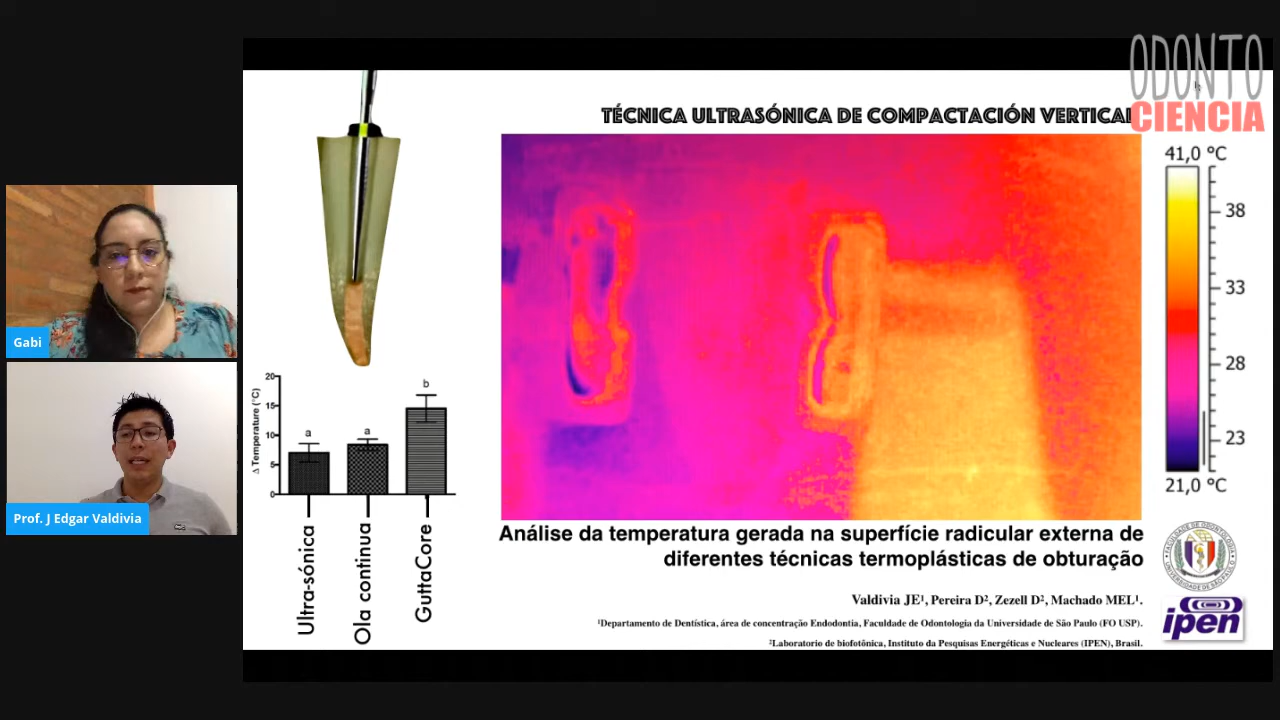 ODONTO
CIENCIA
TÉCNICA ULTRASÓNICA DE COMPACTACIÓN VERTICAL
41,0 °C
38
33
28
23
21,0 °C
Gabi
Prof. J Edgar Valdivia
Δ Temperature (°C)
20
15
10
5
0
a
a
b
Ultra-sónica
Ola continua
GuttaCore
Análise da temperatura gerada na superfície radicular externa de
diferentes técnicas termoplásticas de obturação
Valdivia JE¹, Pereira D², Zezell D², Machado MEL¹.
¹Departamento de Dentística, área de concentração Endodontia, Faculdade de Odontologia da Universidade de São Paulo (FO USP).
²Laboratorio de biofotônica, Instituto da Pesquisas Energéticas e Nucleares (IPEN), Brasil.
ipen